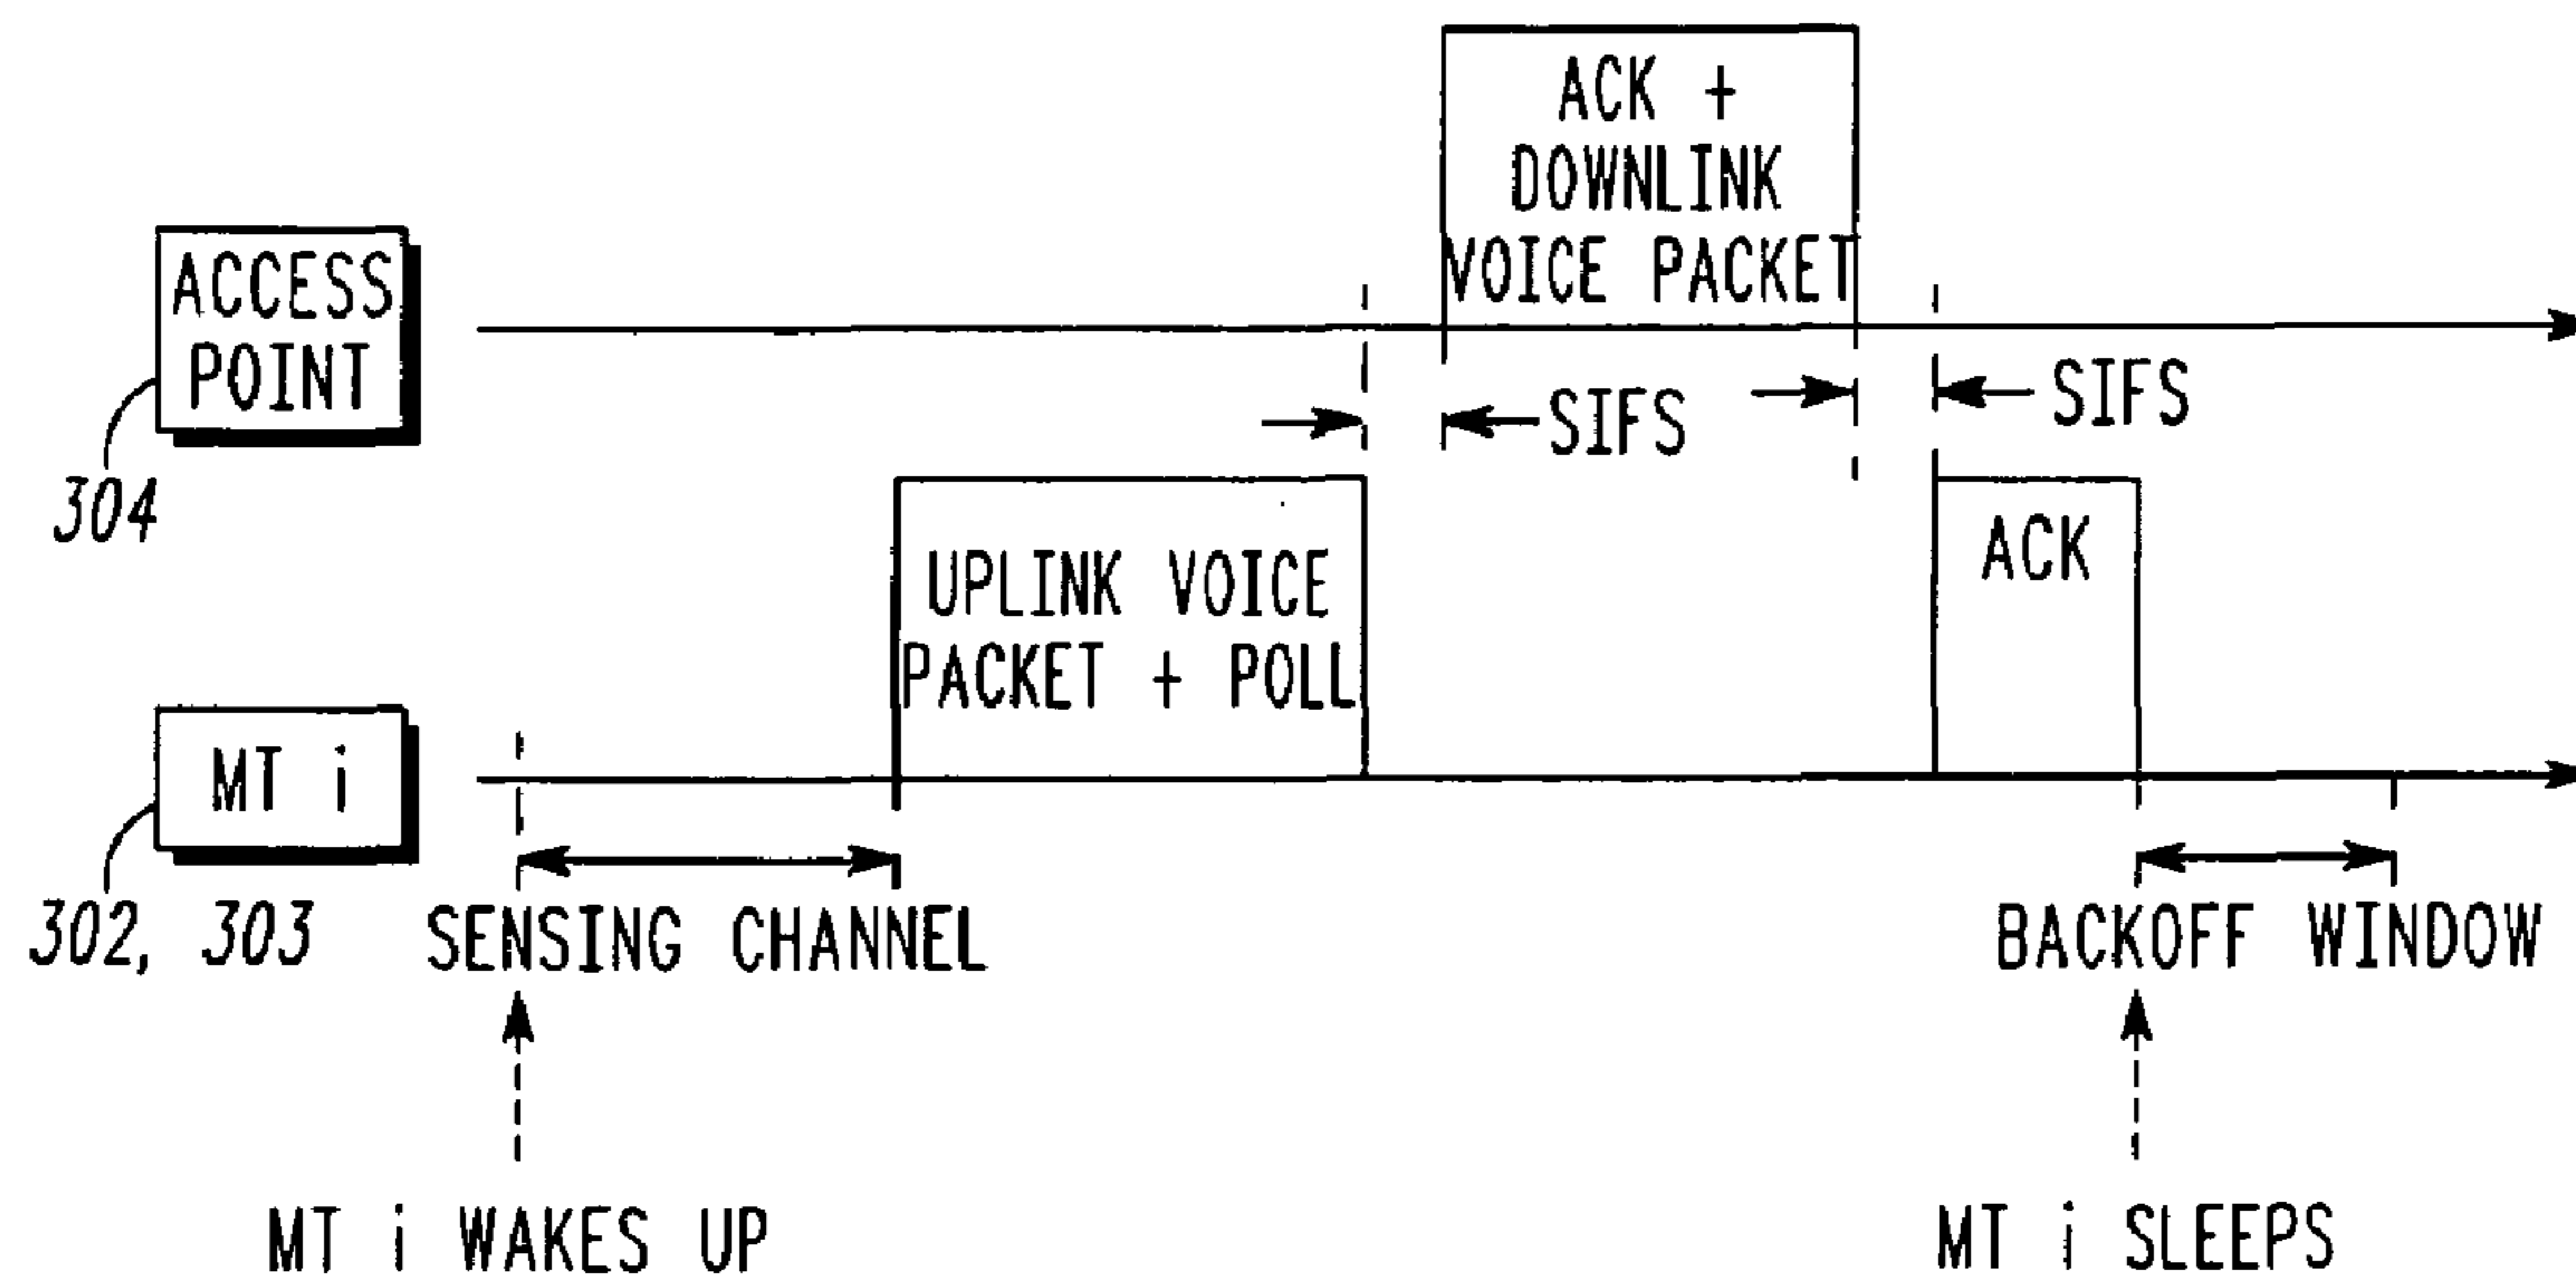 ACK +
DOWNLINK
VOICE PACKET
ACCESS
POINT
304
SIFS
SIFS
UPLINK VOICE
PACKET + POLL
ACK
MT i
302, 303
SENSING CHANNEL
BACKOFF WINDOW
MT i WAKES UP
MT i SLEEPS